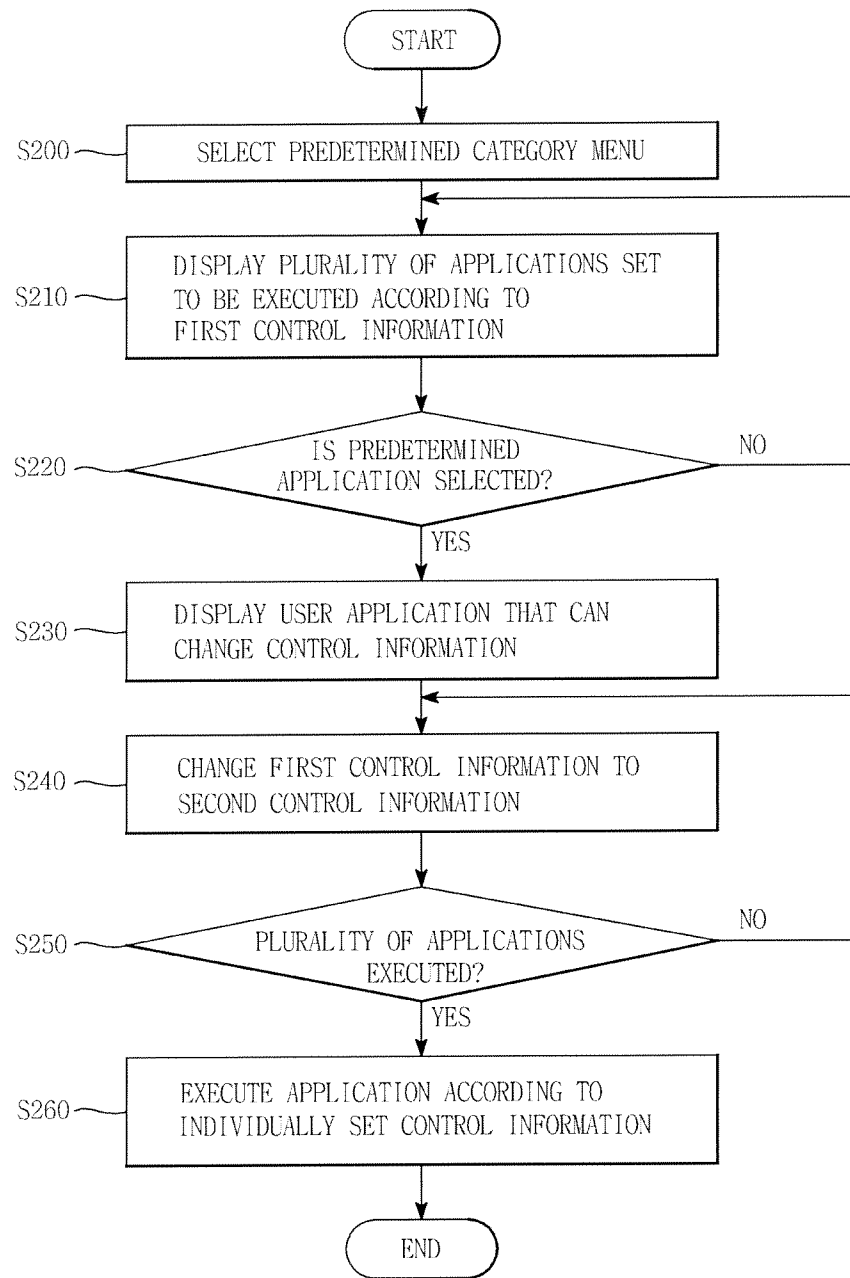 START
S200
SELECT PREDETERMINED CATEGORY MENU
S210
DISPLAY PLURALITY OF APPLICATIONS SET
TO BE EXECUTED ACCORDING TO
FIRST CONTROL INFORMATION
S220
IS PREDETERMINED
APPLICATION SELECTED?
NO
YES
S230
DISPLAY USER APPLICATION THAT CAN
CHANGE CONTROL INFORMATION
S240
CHANGE FIRST CONTROL INFORMATION TO
SECOND CONTROL INFORMATION
S250
PLURALITY OF APPLICATIONS
EXECUTED?
NO
YES
S260
EXECUTE APPLICATION ACCORDING TO
INDIVIDUALLY SET CONTROL INFORMATION
END